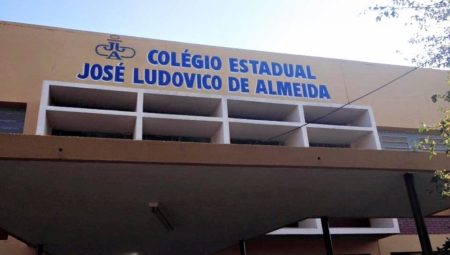 COLÉGIO ESTADUAL
JOSÉ LUDOVICO DE ALMEIDA